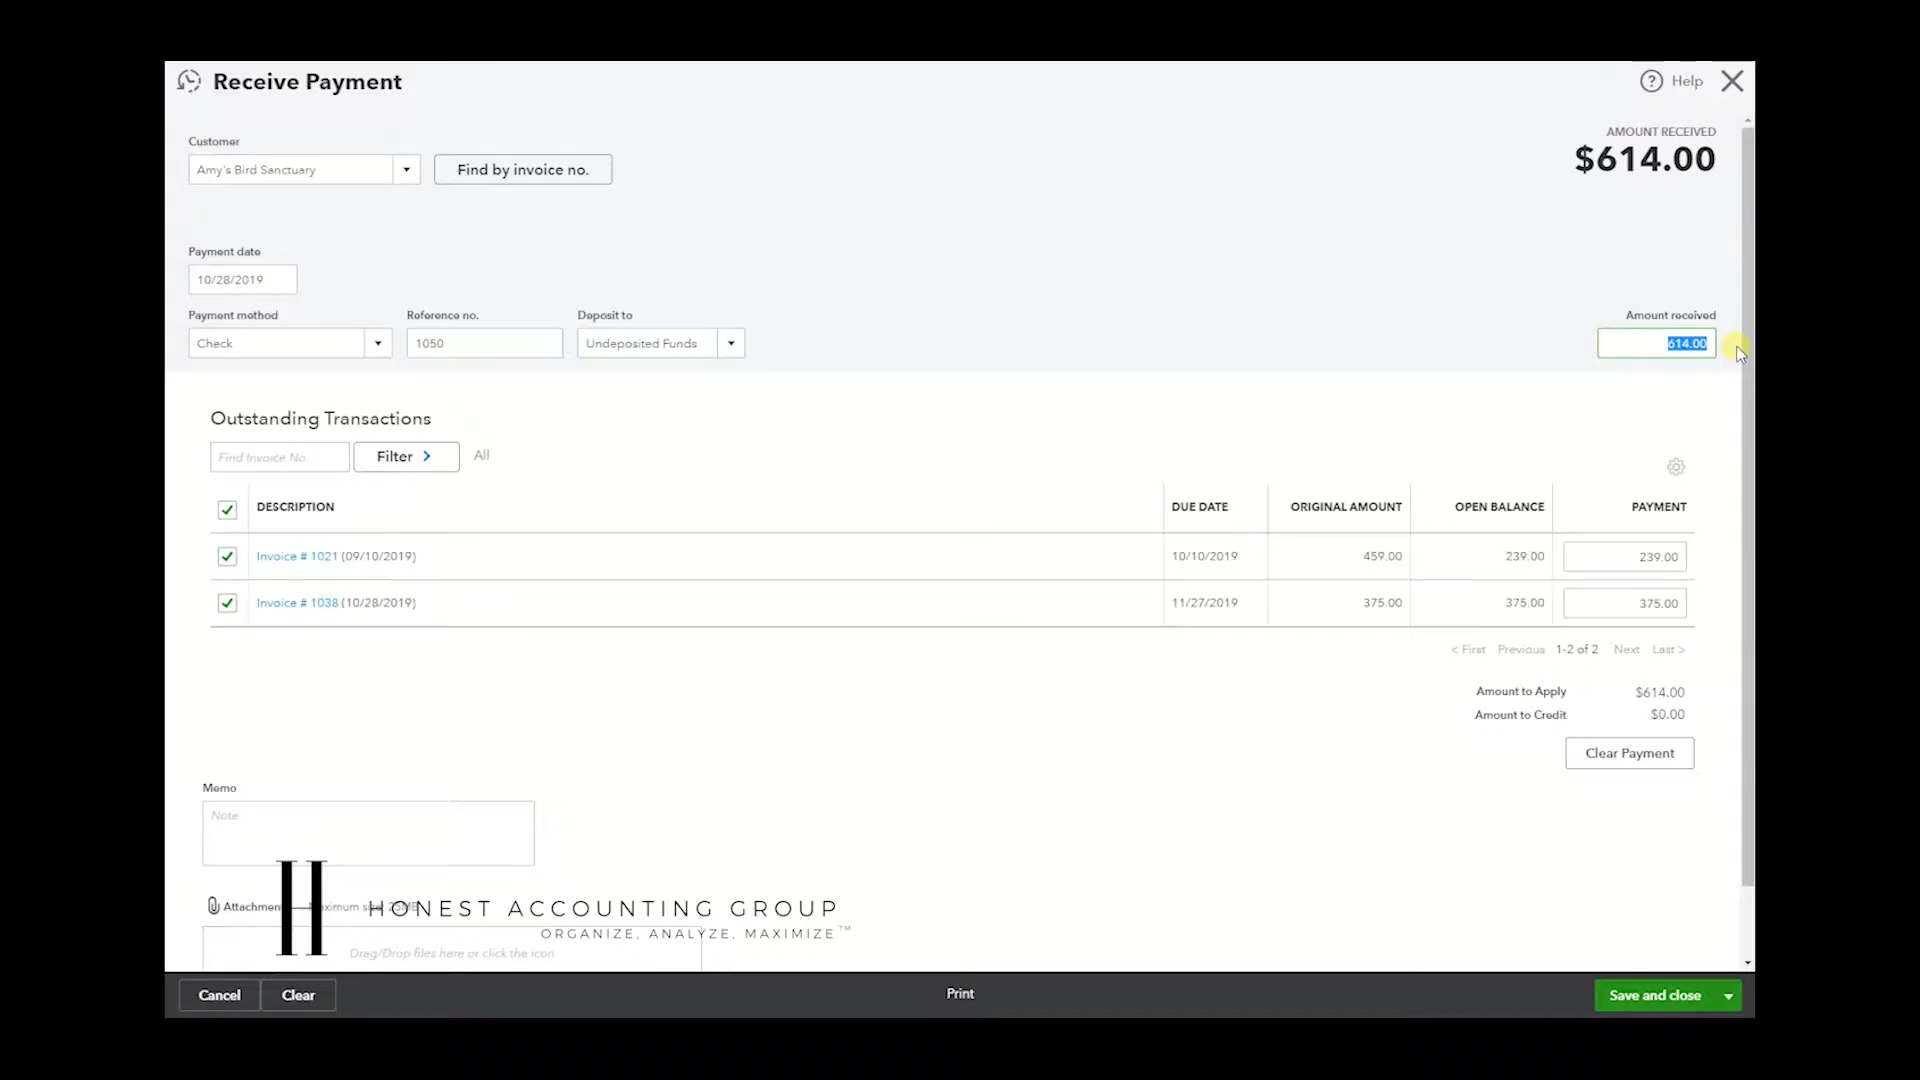 Receive Payment
? Help
AMOUNT RECEIVED
$614.00
Customer
Amy's Bird Sanctuary
Find by invoice no.
Payment date
10/28/2019
Payment method
Reference no.
Deposit to
Amount received
Check
1050
Undeposited Funds
614.00
Outstanding Transactions
Find Invoice No.
Filter >
All
DESCRIPTION
DUE DATE
ORIGINAL AMOUNT
OPEN BALANCE
PAYMENT
Invoice # 1021 (09/10/2019)
10/10/2019
459.00
239.00
239.00
Invoice # 1038 (10/28/2019)
11/27/2019
375.00
375.00
375.00
< First Previous 1-2 of 2 Next Last >
Amount to Apply $614.00
Amount to Credit $0.00
Clear Payment
Memo
Note
HONEST ACCOUNTING GROUP
ORGANIZE, ANALYZE, MAXIMIZE™
Drag/Drop files here or click the icon
Cancel
Clear
Print
Save and close